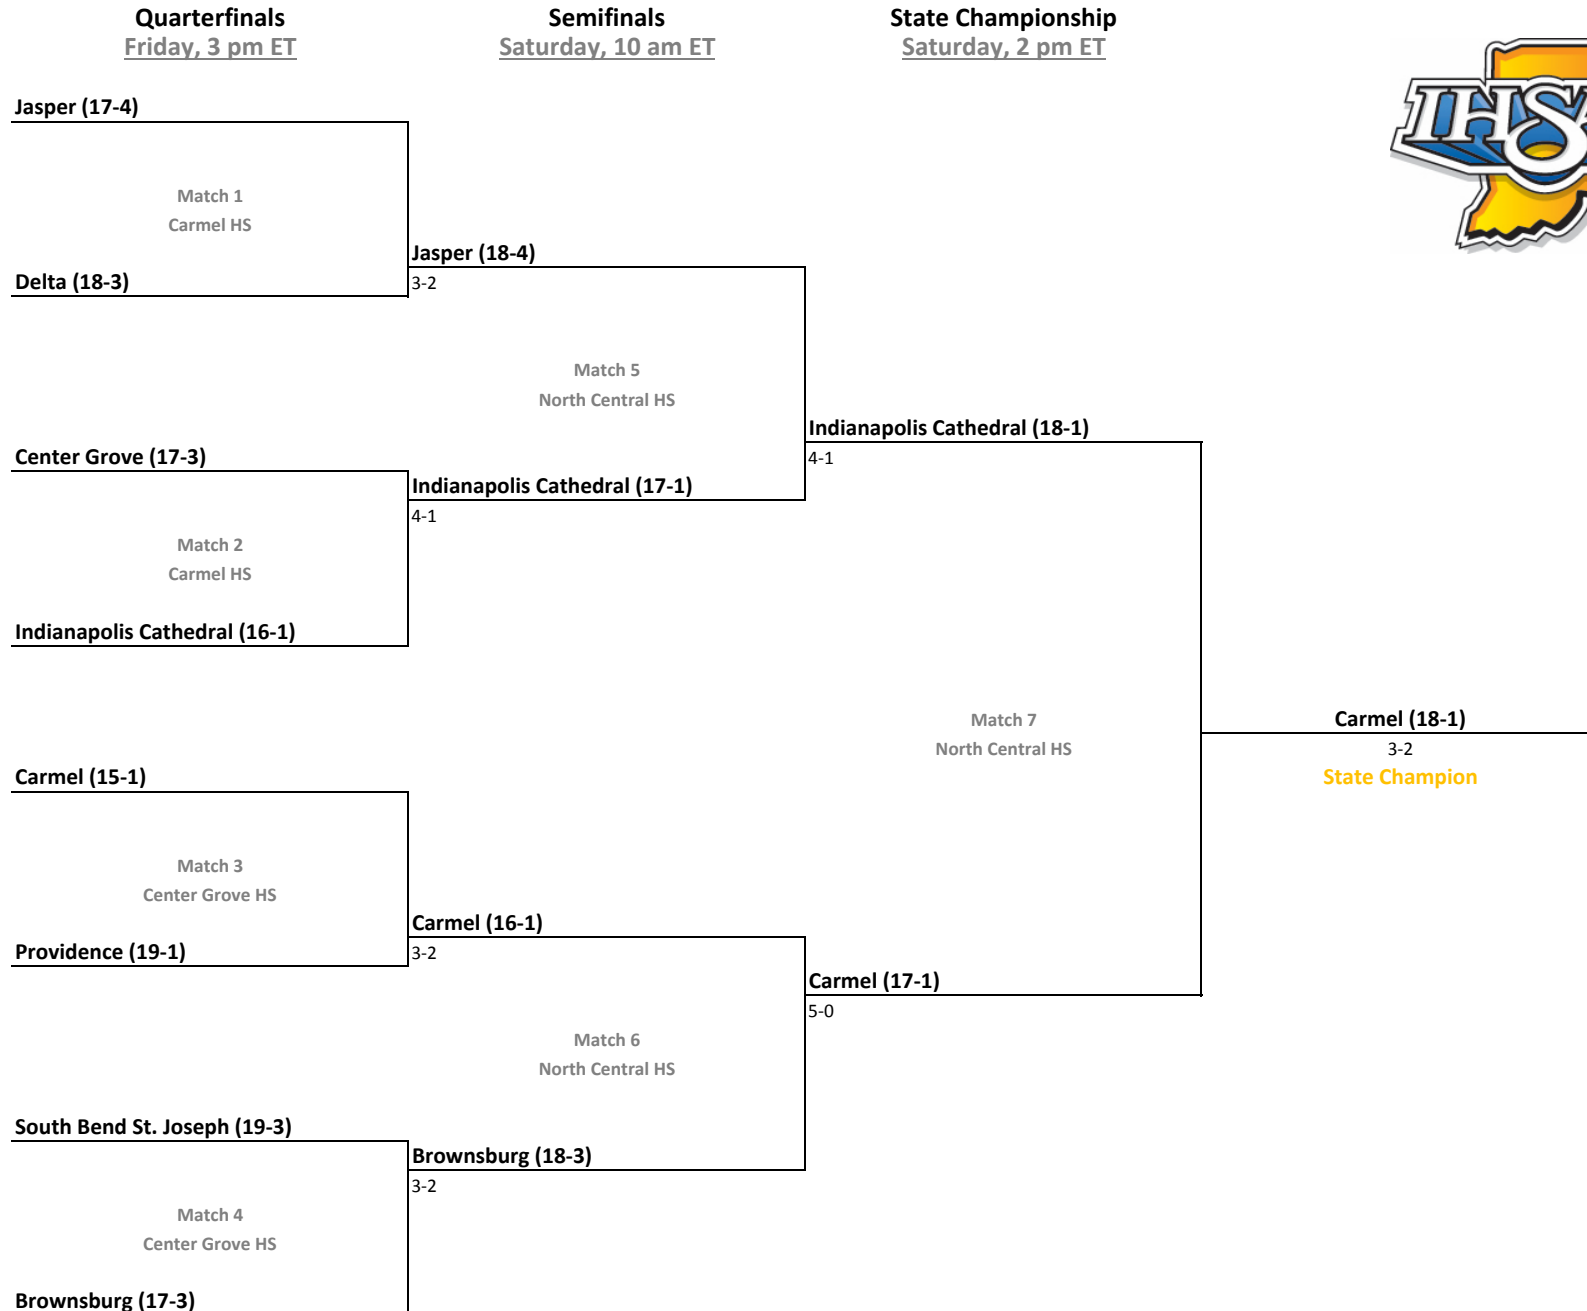 Quarterfinals
Friday, 3 pm ET
Semifinals
Saturday, 10 am ET
State Championship
Saturday, 2 pm ET
Jasper (17-4)
Match 1
Carmel HS
Delta (18-3)
Jasper (18-4)
3-2
Match 5
North Central HS
Center Grove (17-3)
Match 2
Carmel HS
Indianapolis Cathedral (16-1)
Indianapolis Cathedral (17-1)
4-1
Indianapolis Cathedral (18-1)
4-1
Match 7
North Central HS
Carmel (18-1)
3-2
State Champion
Carmel (15-1)
Match 3
Center Grove HS
Providence (19-1)
Carmel (16-1)
3-2
Carmel (17-1)
5-0
Match 6
North Central HS
South Bend St. Joseph (19-3)
Match 4
Center Grove HS
Brownsburg (17-3)
Brownsburg (18-3)
3-2
IHS